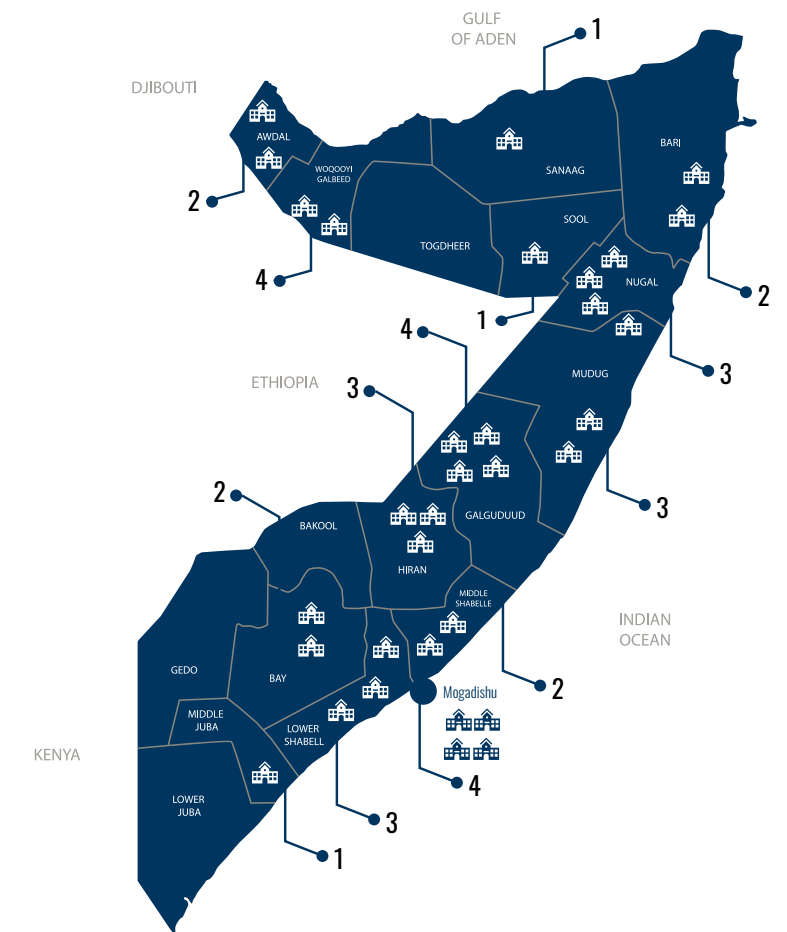 GULF
OF ADEN
1
DJIBOUTI
AWDAL
BARI
WOQOOYI
GALBEED
SANAAG
2
SOOL
TOGDHEER
4
NUGAL
2
1
4
3
MUDUG
ETHIOPIA
3
2
3
GALGUDUUD
BAKOOL
HIRAN
MIDDLE
SHABELLE
INDIAN
OCEAN
GEDO
BAY
2
Mogadishu
MIDDLE
JUBA
LOWER
SHABELL
KENYA
4
LOWER
JUBA
3
1